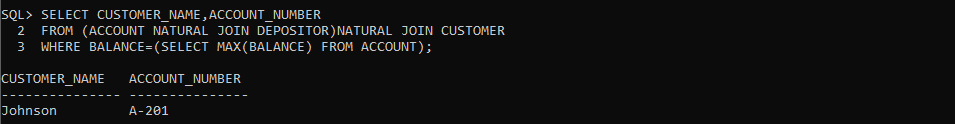 SQL> SELECT CUSTOMER_NAME,ACCOUNT_NUMBER
  2  FROM (ACCOUNT NATURAL JOIN DEPOSITOR)NATURAL JOIN CUSTOMER
  3  WHERE BALANCE=(SELECT MAX(BALANCE) FROM ACCOUNT);
CUSTOMER_NAME   ACCOUNT_NUMBER
--------------- ---------------
Johnson         A-201